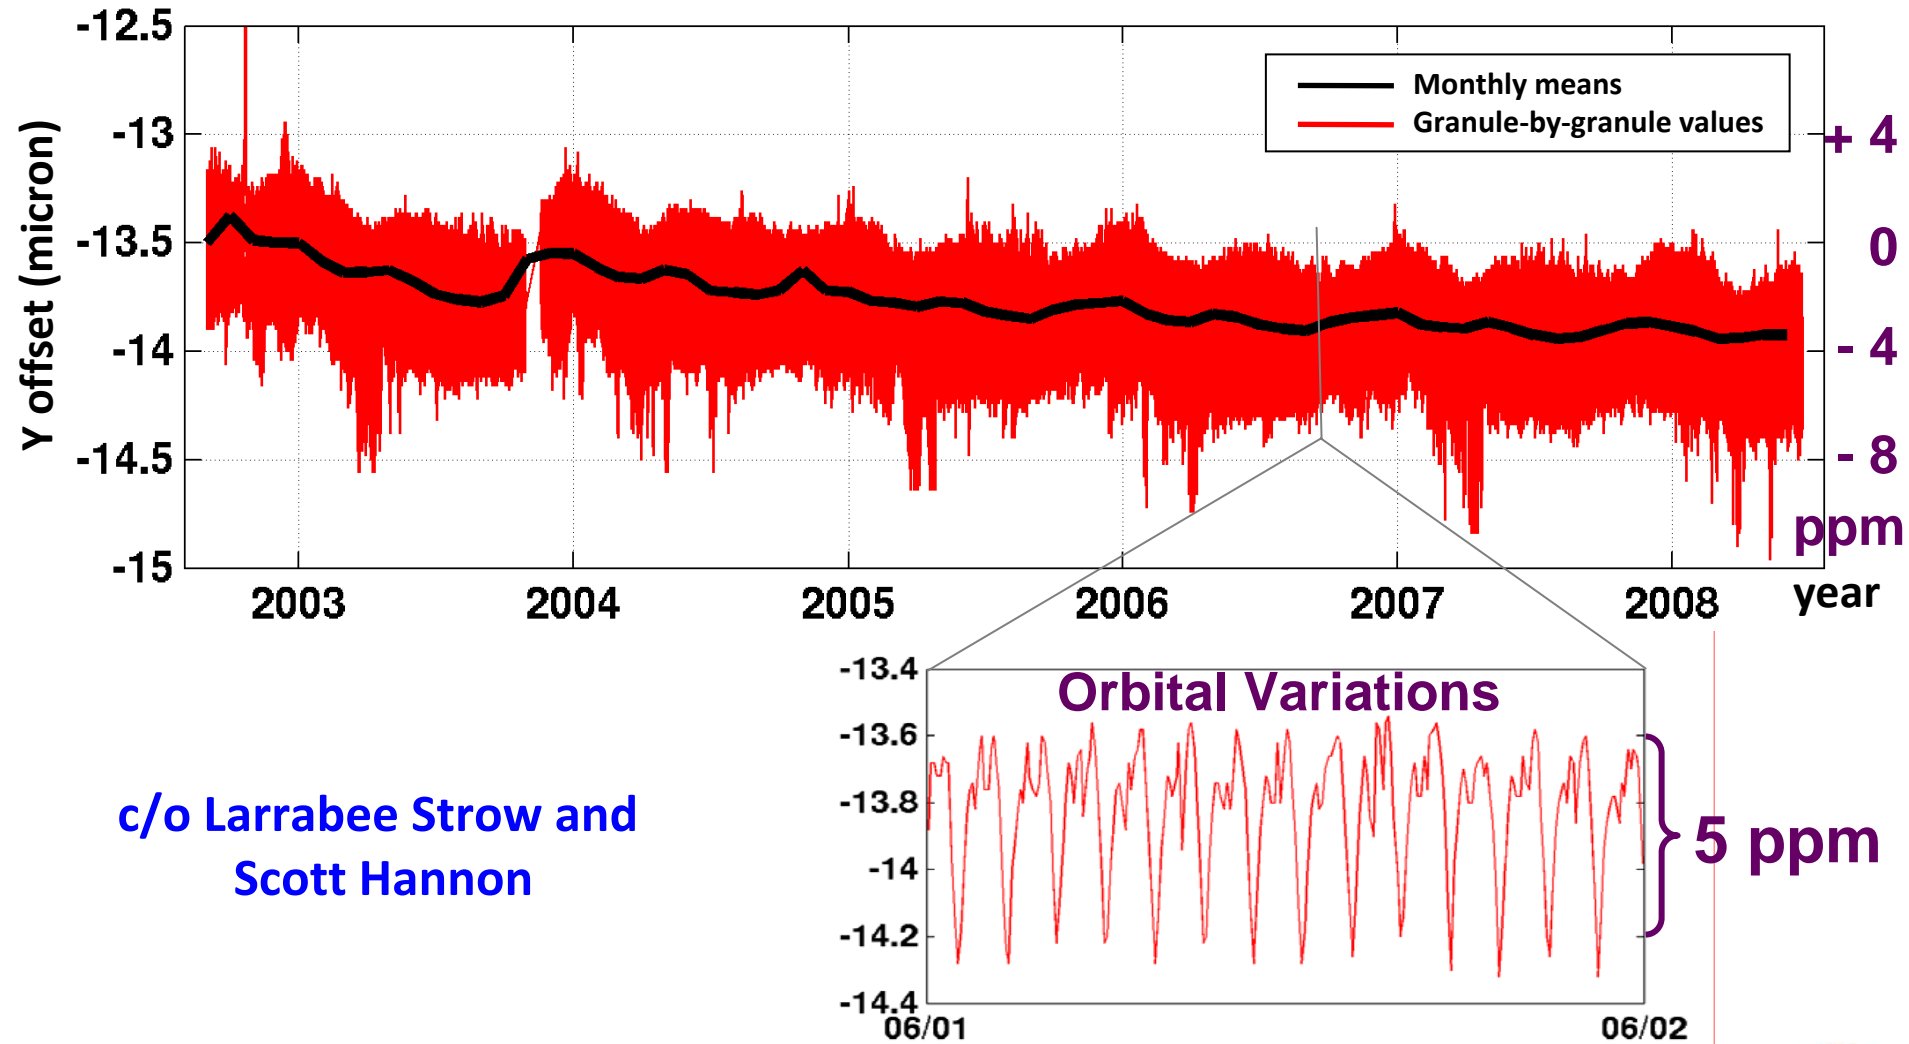 -12.5
-13
-13.5
-14
-14.5
-15
Y offset (micron)
Monthly means
Granule-by-granule values
+ 4
0
- 4
- 8
ppm
2003 2004 2005 2006 2007 2008 year
c/o Larrabee Strow and
Scott Hannon
Orbital Variations
-13.4
-13.6
-13.8
-14
-14.2
-14.4
06/01 06/02
5 ppm